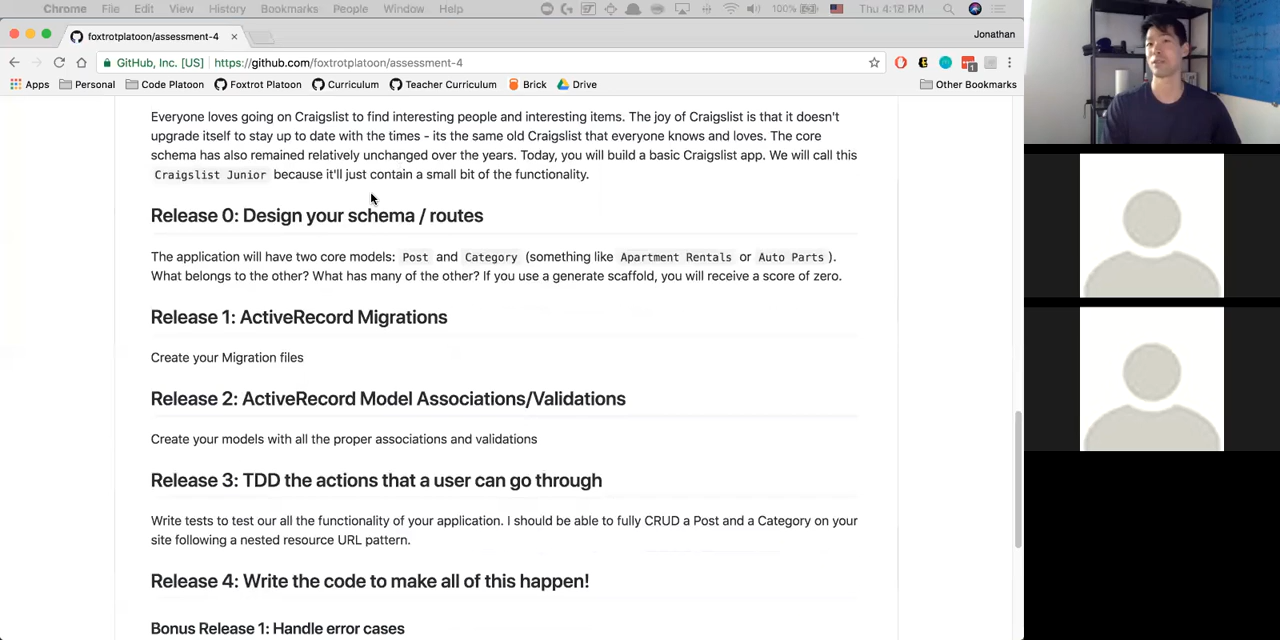 Chrome File Edit View History Bookmarks People Window Help 100% Thu 4:18 PM
foxtrotplatoon/assessment-4 Jonathan
GitHub, Inc. [US] https://github.com/foxtrotplatoon/assessment-4
Apps Personal Code Platoon Foxtrot Platoon Curriculum Teacher Curriculum Brick Drive Other Bookmarks
Everyone loves going on Craigslist to find interesting people and interesting items. The joy of Craigslist is that it doesn't
upgrade itself to stay up to date with the times - its the same old Craigslist that everyone knows and loves. The core
schema has also remained relatively unchanged over the years. Today, you will build a basic Craigslist app. We will call this
Craigslist Junior because it'll just contain a small bit of the functionality.
Release 0: Design your schema / routes
The application will have two core models: Post and Category (something like Apartment Rentals or Auto Parts ).
What belongs to the other? What has many of the other? If you use a generate scaffold, you will receive a score of zero.
Release 1: ActiveRecord Migrations
Create your Migration files
Release 2: ActiveRecord Model Associations/Validations
Create your models with all the proper associations and validations
Release 3: TDD the actions that a user can go through
Write tests to test our all the functionality of your application. I should be able to fully CRUD a Post and a Category on your
site following a nested resource URL pattern.
Release 4: Write the code to make all of this happen!
Bonus Release 1: Handle error cases